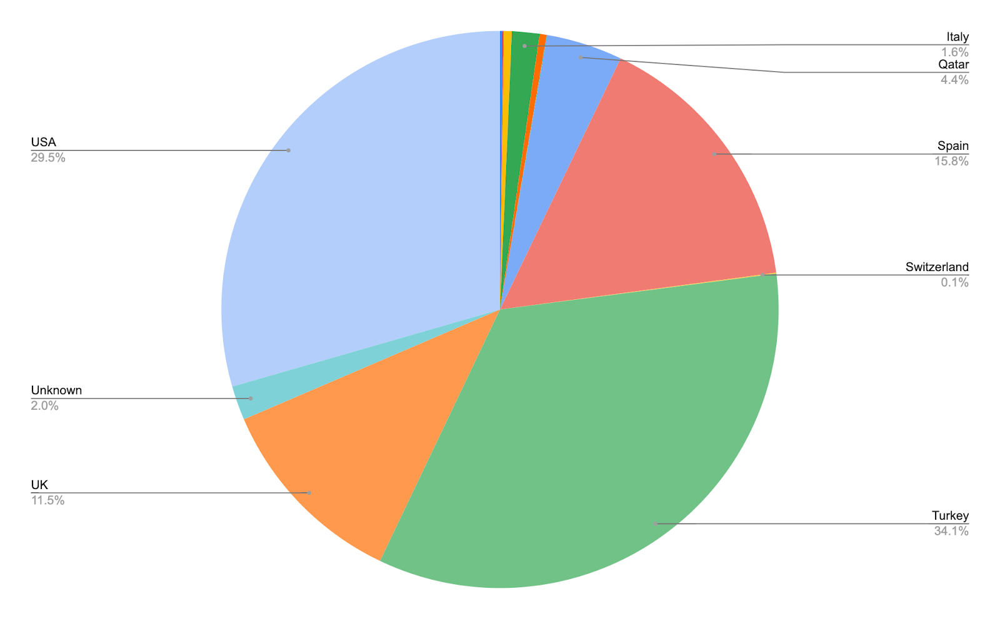 Italy
1.6%
Qatar
4.4%
USA
29.5%
Spain
15.8%
Switzerland
0.1%
Unknown
2.0%
UK
11.5%
Turkey
34.1%